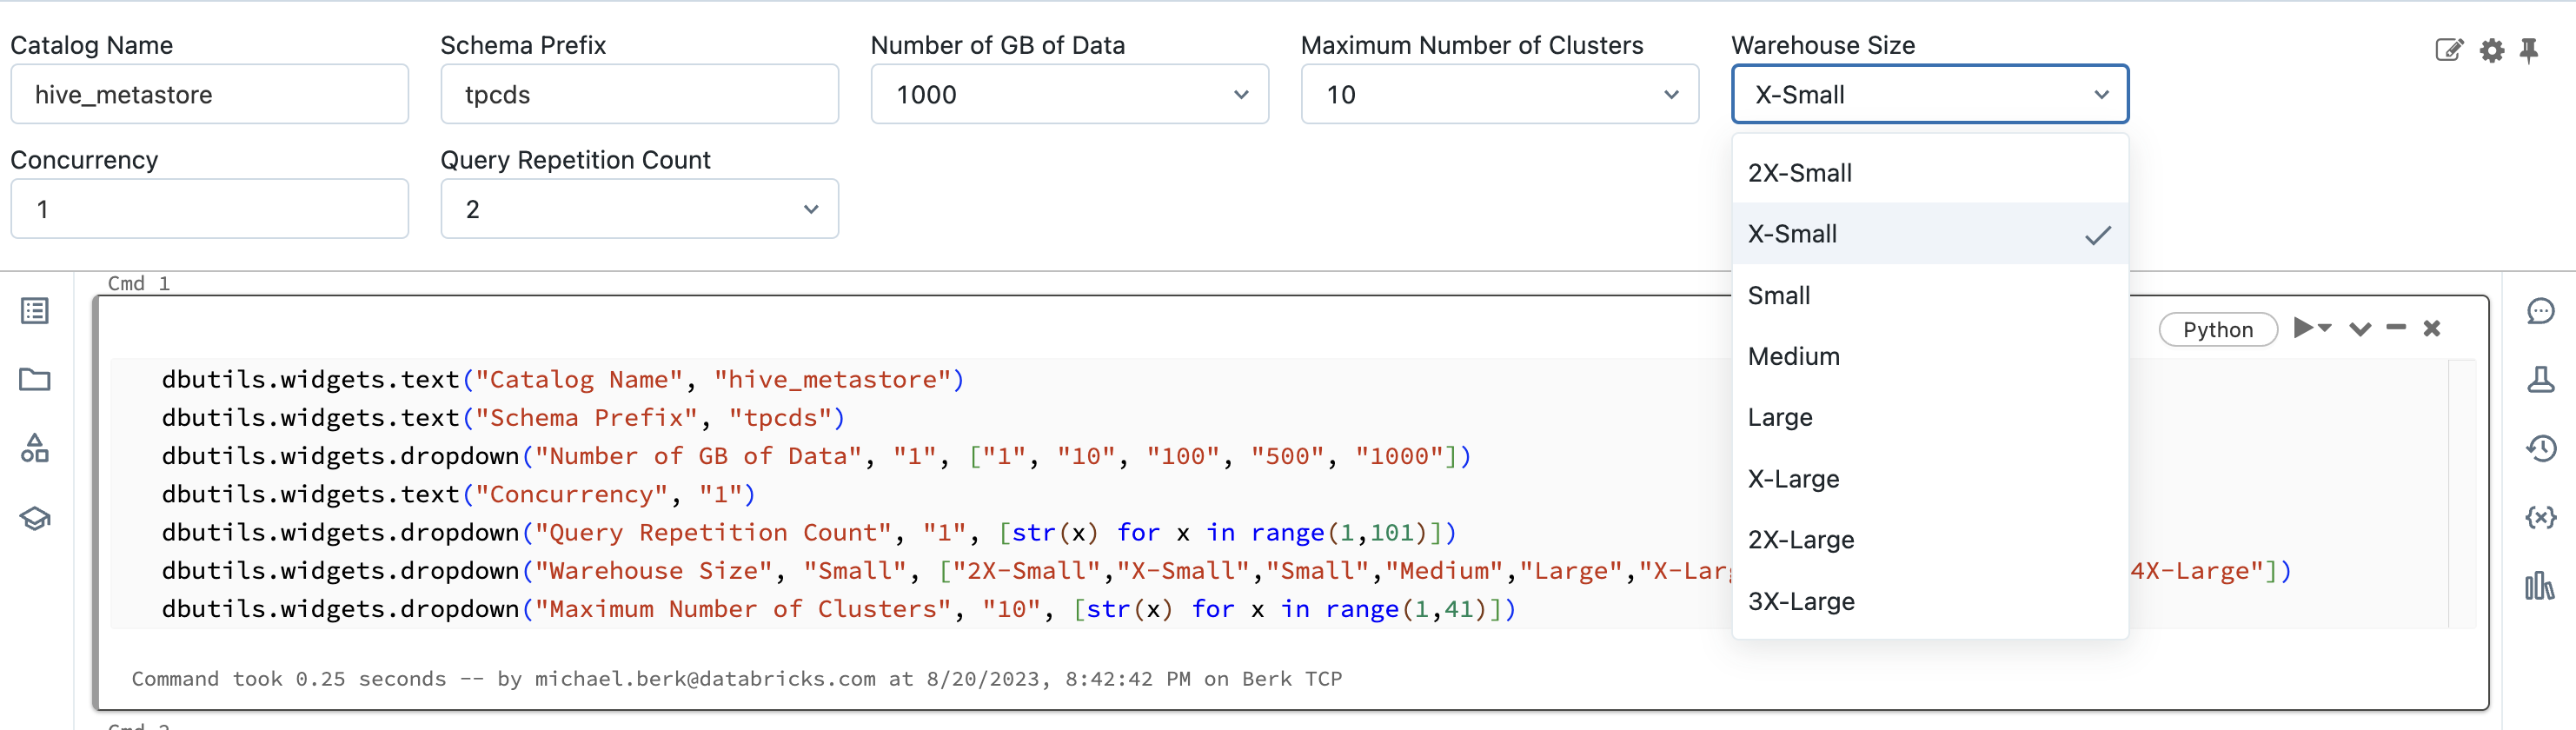 Catalog Name
Schema Prefix
Number of GB of Data
Maximum Number of Clusters
Warehouse Size
hive_metastore
tpcds
1000
10
X-Small
Concurrency
Query Repetition Count
1
2
2X-Small
X-Small
Small
Medium
Large
X-Large
2X-Large
3X-Large
Cmd 1
Python
dbutils.widgets.text("Catalog Name", "hive_metastore")
dbutils.widgets.text("Schema Prefix", "tpcds")
dbutils.widgets.dropdown("Number of GB of Data", "1", ["1", "10", "100", "500", "1000"])
dbutils.widgets.text("Concurrency", "1")
dbutils.widgets.dropdown("Query Repetition Count", "1", [str(x) for x in range(1,101)])
dbutils.widgets.dropdown("Warehouse Size", "Small", ["2X-Small","X-Small","Small","Medium","Large","X-Lar 4X-Large"])
dbutils.widgets.dropdown("Maximum Number of Clusters", "10", [str(x) for x in range(1,41)])
Command took 0.25 seconds -- by michael.berk@databricks.com at 8/20/2023, 8:42:42 PM on Berk TCP